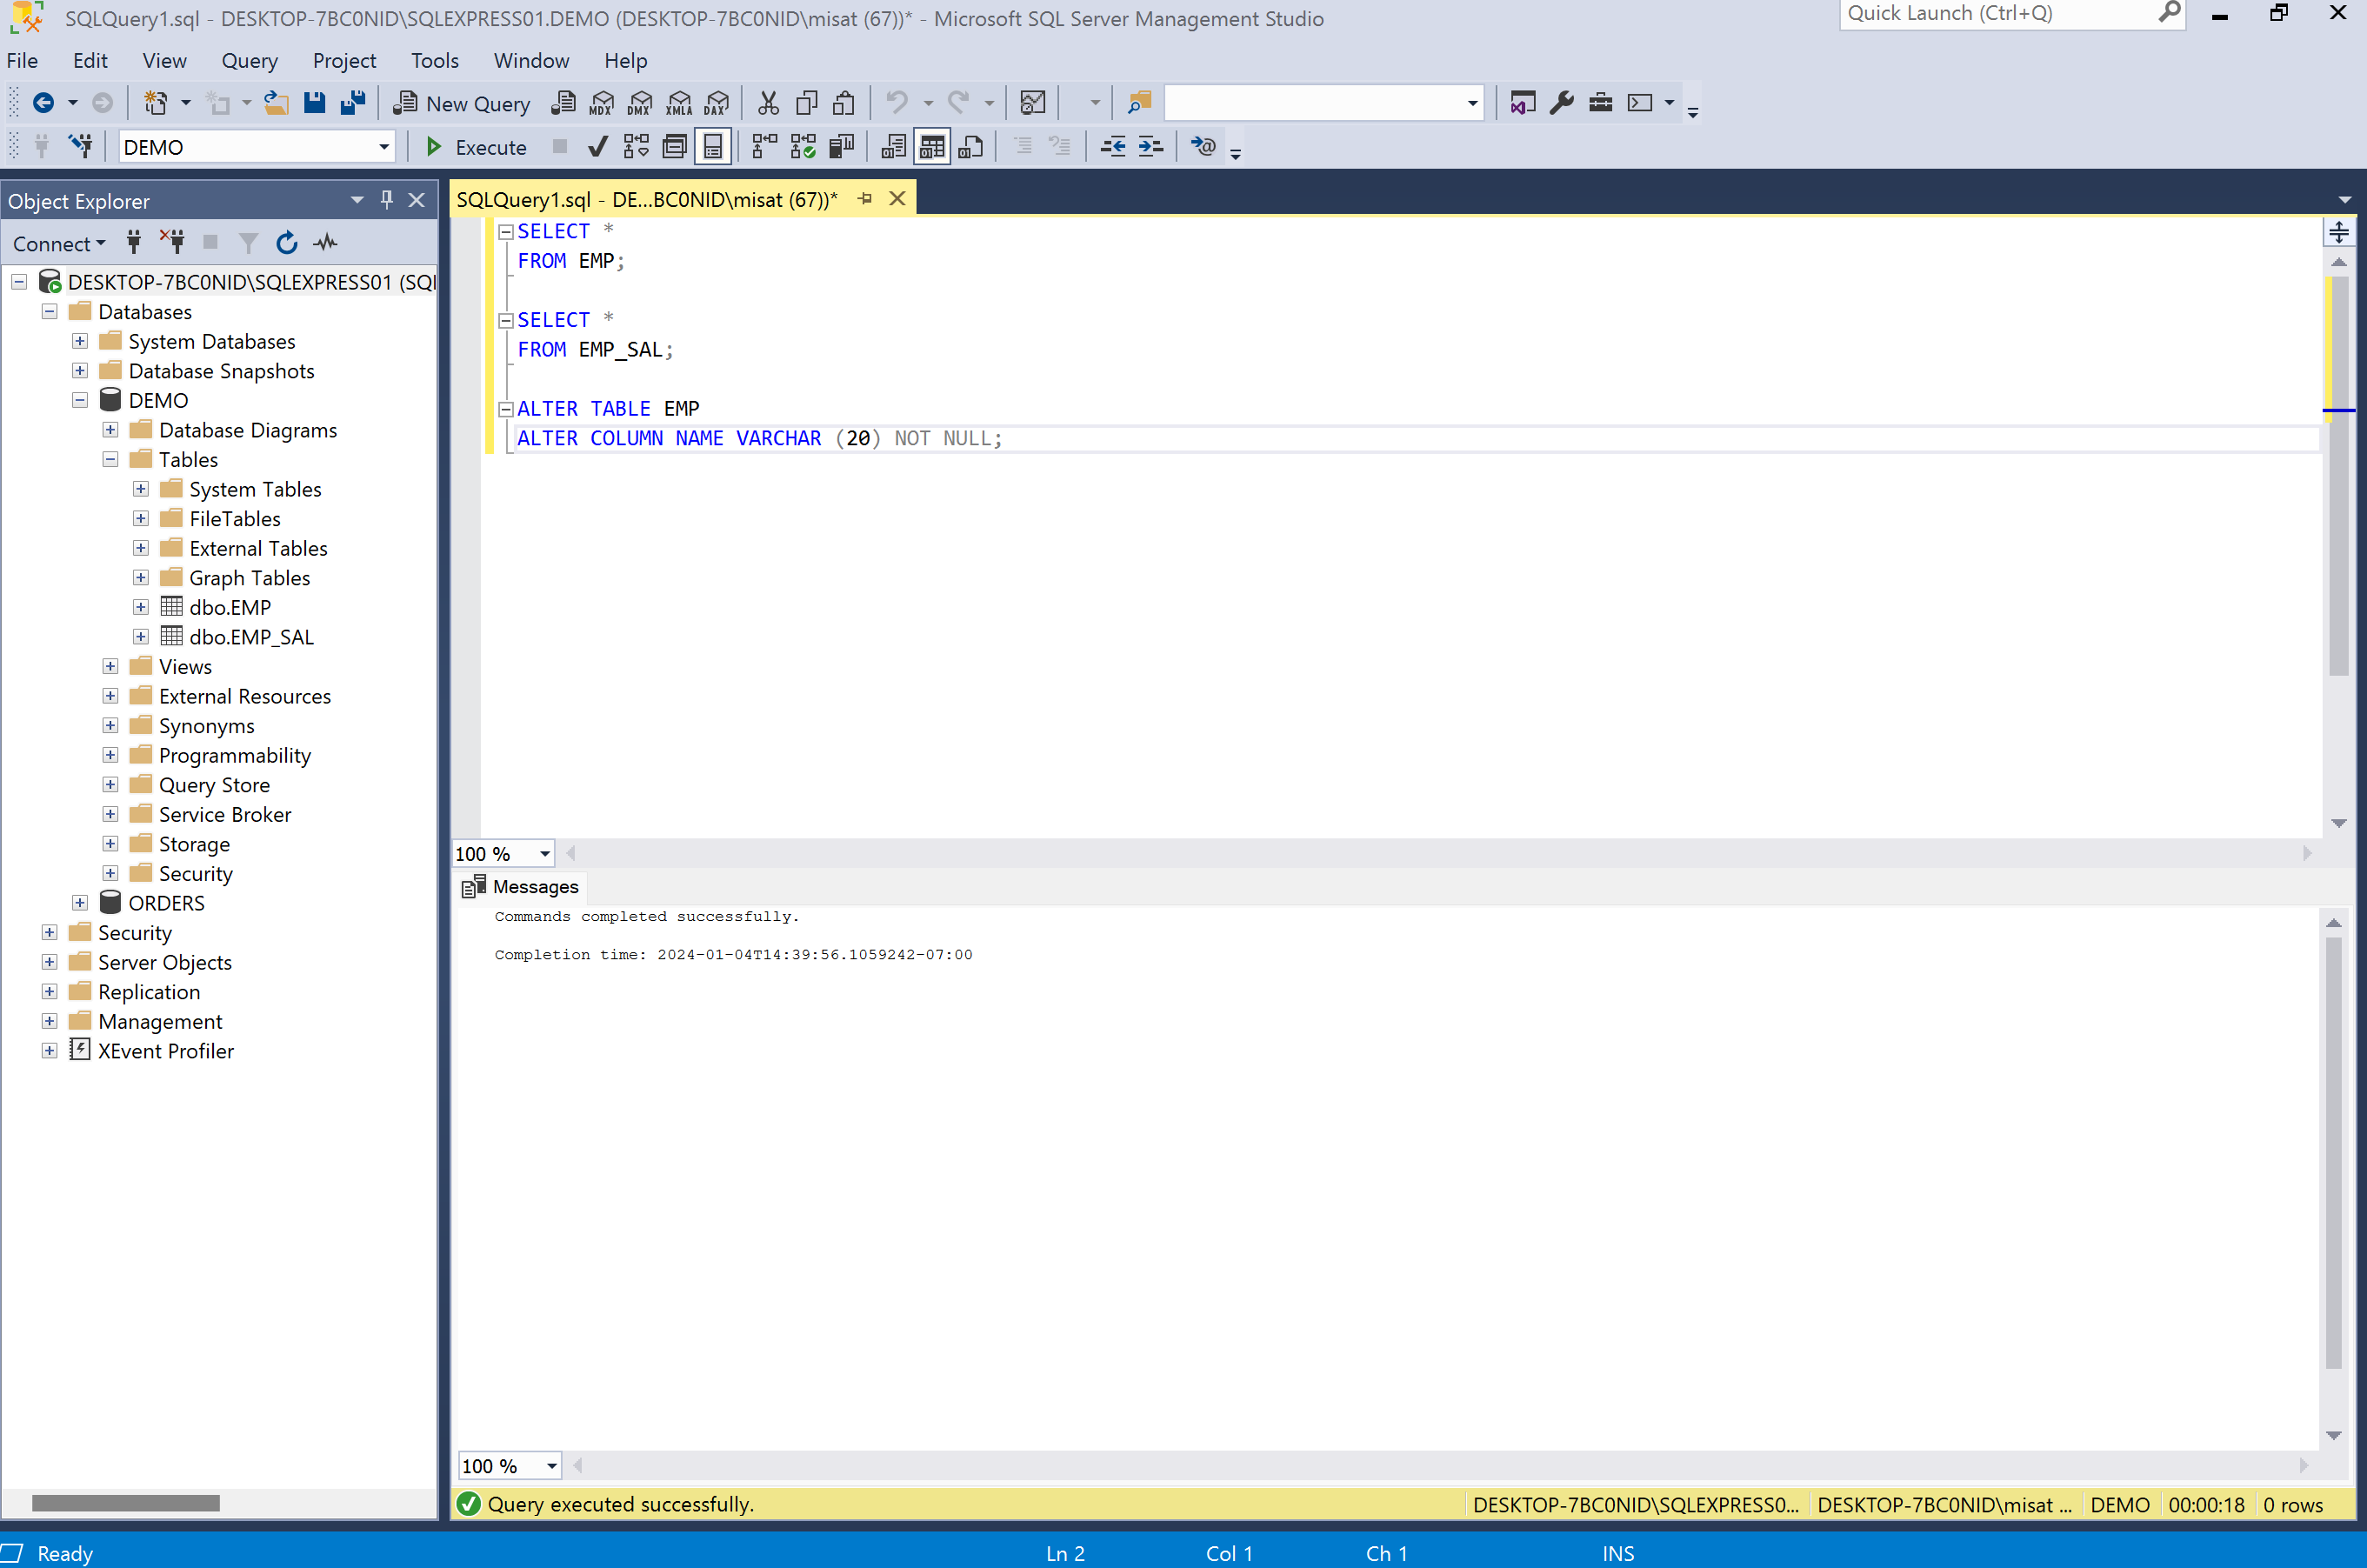 SQLQuery1.sql - DESKTOP-7BC0NID\SQLEXPRESS01.DEMO (DESKTOP-7BC0NID\misat (67))* - Microsoft SQL Server Management Studio
Quick Launch (Ctrl+Q)
File Edit View Query Project Tools Window Help
New Query MDX DMX XMLA DAX
DEMO Execute
Object Explorer
SQLQuery1.sql - DE...BC0NID\misat (67))*
Connect
DESKTOP-7BC0NID\SQLEXPRESS01 (SQl
Databases
System Databases
Database Snapshots
DEMO
Database Diagrams
Tables
System Tables
FileTables
External Tables
Graph Tables
dbo.EMP
dbo.EMP_SAL
Views
External Resources
Synonyms
Programmability
Query Store
Service Broker
Storage
Security
ORDERS
Security
Server Objects
Replication
Management
XEvent Profiler
SELECT *
FROM EMP;
SELECT *
FROM EMP_SAL;
ALTER TABLE EMP
ALTER COLUMN NAME VARCHAR (20) NOT NULL;
100 %
Messages
Commands completed successfully.
Completion time: 2024-01-04T14:39:56.1059242-07:00
100 %
Query executed successfully. DESKTOP-7BC0NID\SQLEXPRESS0... DESKTOP-7BC0NID\misat ... DEMO 00:00:18 0 rows
Ready Ln 2 Col 1 Ch 1 INS